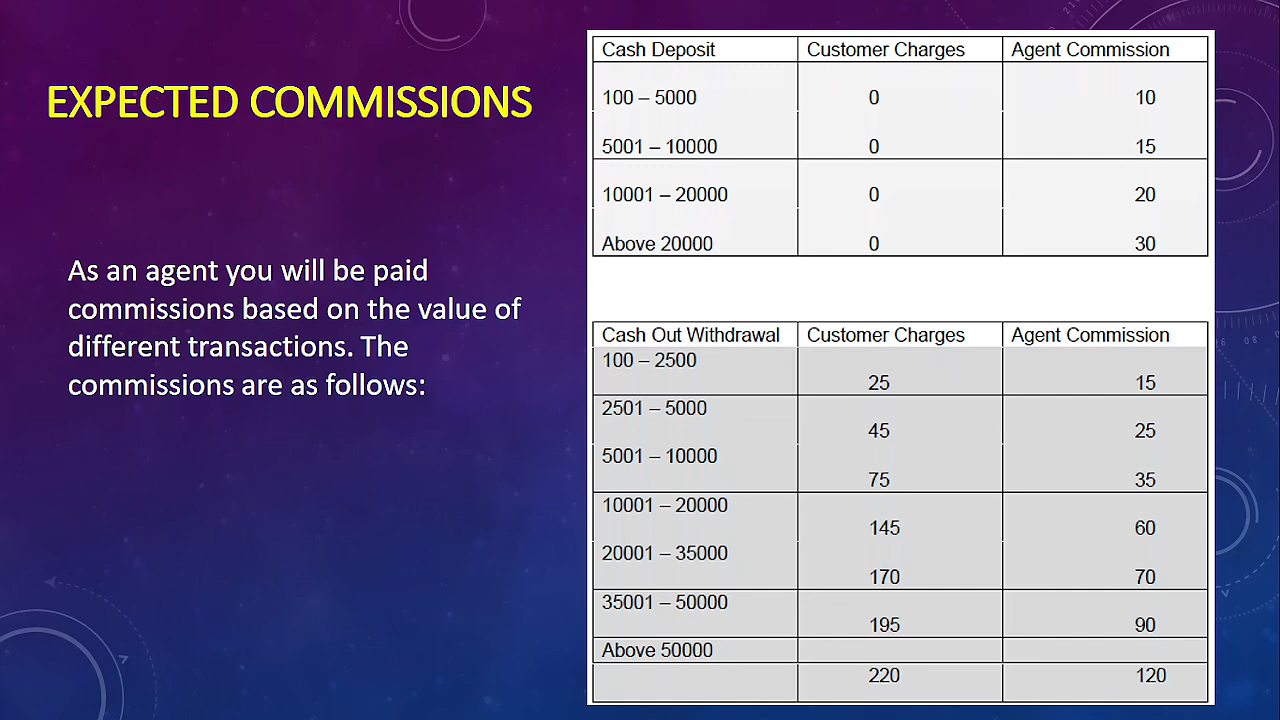 EXPECTED COMMISSIONS
As an agent you will be paid
commissions based on the value of
different transactions. The
commissions are as follows:
Cash Deposit Customer Charges Agent Commission
100 – 5000 0 10
5001 – 10000 0 15
10001 – 20000 0 20
Above 20000 0 30
Cash Out Withdrawal Customer Charges Agent Commission
100 – 2500
25 15
2501 – 5000
45 25
5001 – 10000
75 35
10001 – 20000
145 60
20001 – 35000
170 70
35001 – 50000
195 90
Above 50000
220 120